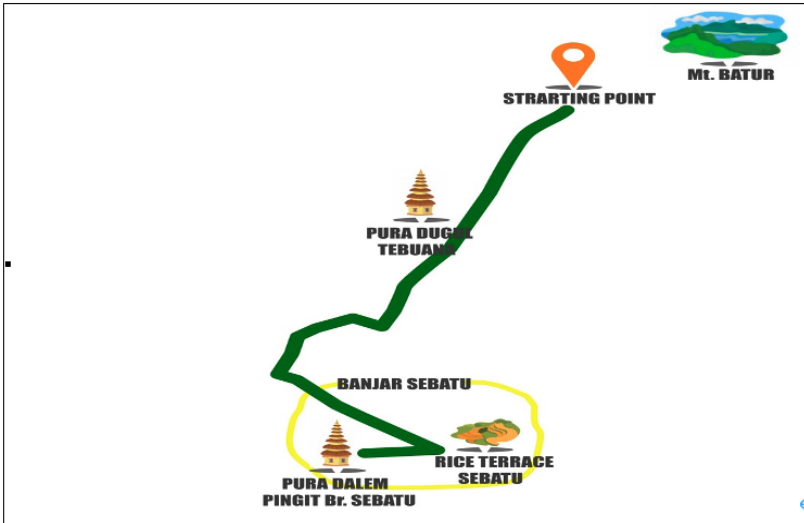 Mt. BATUR
STRARTING POINT
PURA DUGUL
TEBUANA
BANJAR SEBATU
RICE TERRACE
SEBATU
PURA DALEM
PINGIT Br. SEBATU